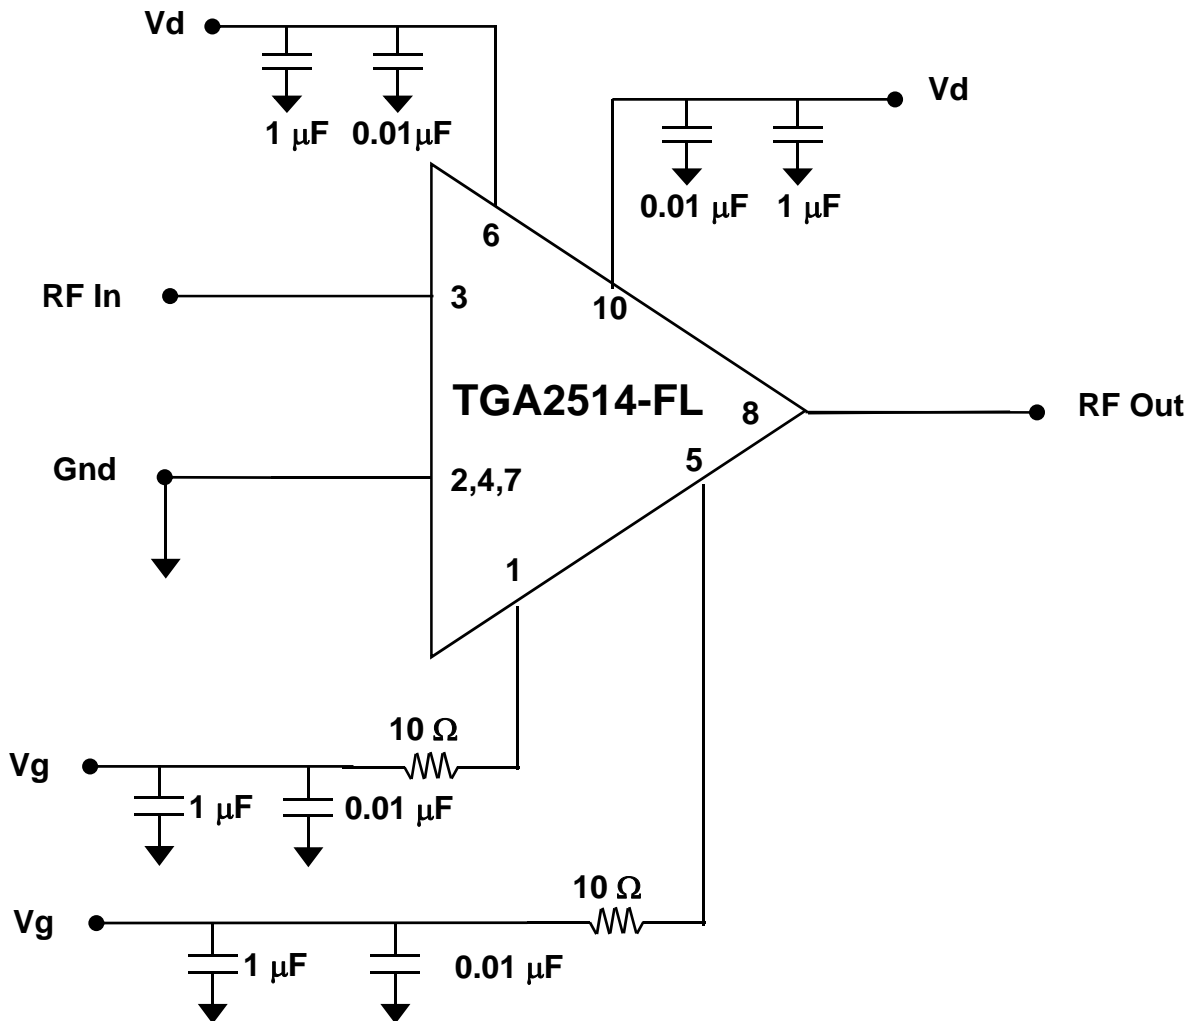 Vd
1 μF 0.01μF
Vd
0.01 μF 1 μF
6
RF In
3
10
TGA2514-FL
8
RF Out
Gnd
2,4,7
5
1
10 Ω
Vg
1 μF 0.01 μF
10 Ω
Vg
1 μF 0.01 μF